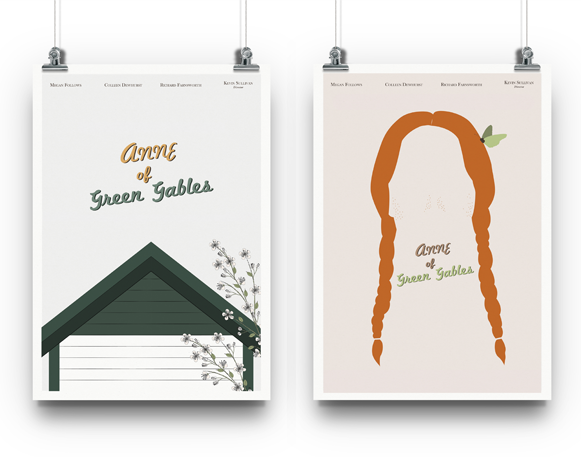 Megan Follows Colleen Dewhurst Richard Farnsworth Kevin Sullivan
Anne
of
Green Gables
Megan Follows Colleen Dewhurst Richard Farnsworth Kevin Sullivan
Anne
of
Green Gables